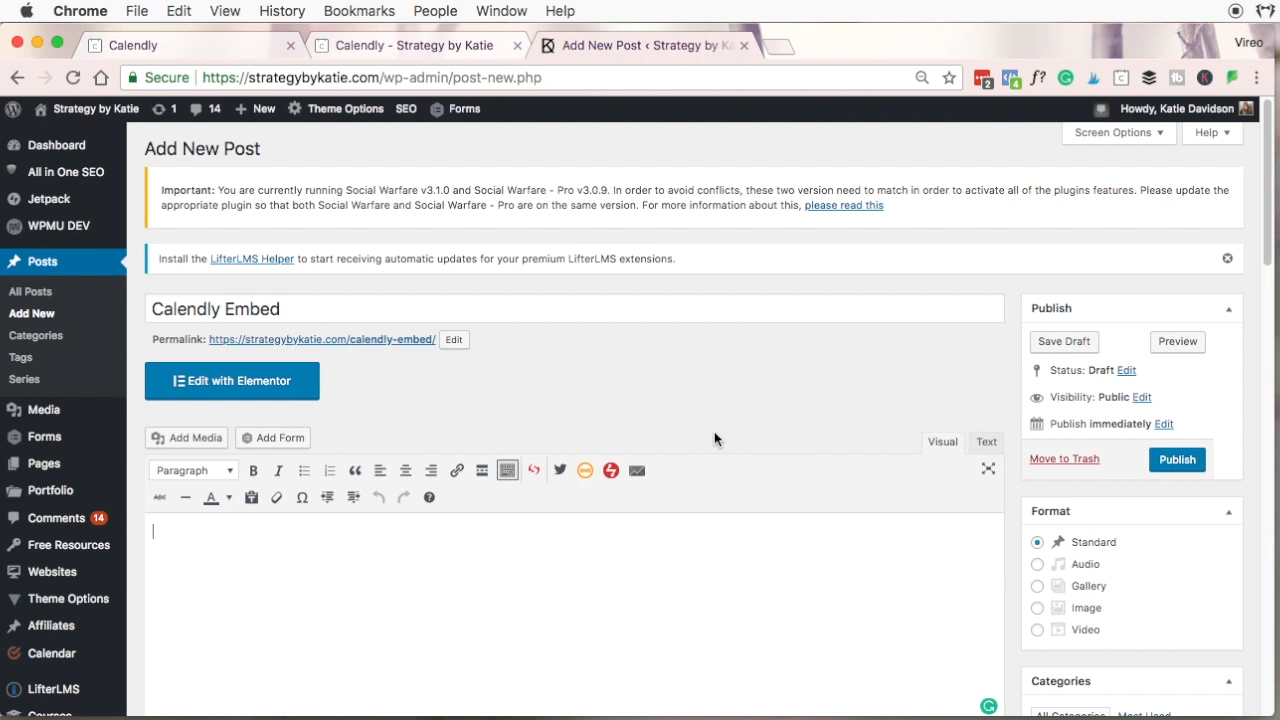 Chrome File Edit View History Bookmarks People Window Help
Calendly
Calendly - Strategy by Katie
Add New Post ‹ Strategy by Ka
Vireo
Secure https://strategybykatie.com/wp-admin/post-new.php
2
4
f?
Strategy by Katie 1 14 New Theme Options SEO Forms
Howdy, Katie Davidson
Dashboard
All in One SEO
Jetpack
WPMU DEV
Posts
All Posts
Add New
Categories
Tags
Series
Media
Forms
Pages
Portfolio
Comments 14
Free Resources
Websites
Theme Options
Affiliates
Calendar
LifterLMS
Courses
Screen Options
Help
Add New Post
Important: You are currently running Social Warfare v3.1.0 and Social Warfare - Pro v3.0.9. In order to avoid conflicts, these two version need to match in order to activate all of the plugins features. Please update the
appropriate plugin so that both Social Warfare and Social Warfare - Pro are on the same version. For more information about this, please read this
Install the LifterLMS Helper to start receiving automatic updates for your premium LifterLMS extensions.
Calendly Embed
Permalink: https://strategybykatie.com/calendly-embed/ Edit
Edit with Elementor
Add Media
Add Form
Visual
Text
Paragraph
B I
ABC
A
Publish
Save Draft
Preview
Status: Draft Edit
Visibility: Public Edit
Publish immediately Edit
Move to Trash
Publish
Format
Standard
Audio
Gallery
Image
Video
Categories
All Categories Most Used